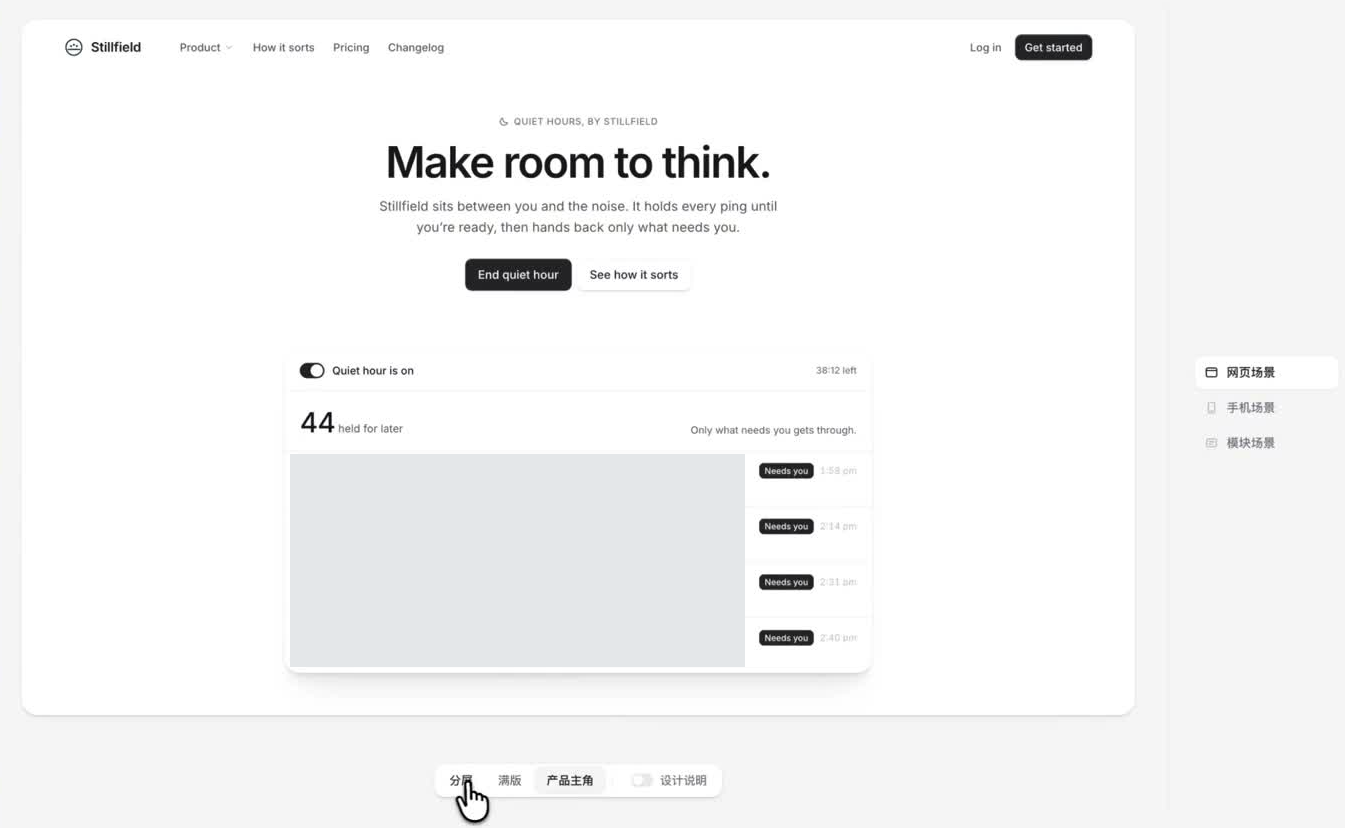 Stillfield
Product
How it sorts
Pricing
Changelog
Log in
Get started
QUIET HOURS, BY STILLFIELD
Make room to think.
Stillfield sits between you and the noise. It holds every ping until
you're ready, then hands back only what needs you.
End quiet hour
See how it sorts
Quiet hour is on
38:12 left
44 held for later
Only what needs you gets through.
Needs you 1:58 pm
Needs you 2:14 pm
Needs you 2:31 pm
Needs you 2:40 pm
网页场景
手机场景
模块场景
分屏
满版
产品主角
设计说明